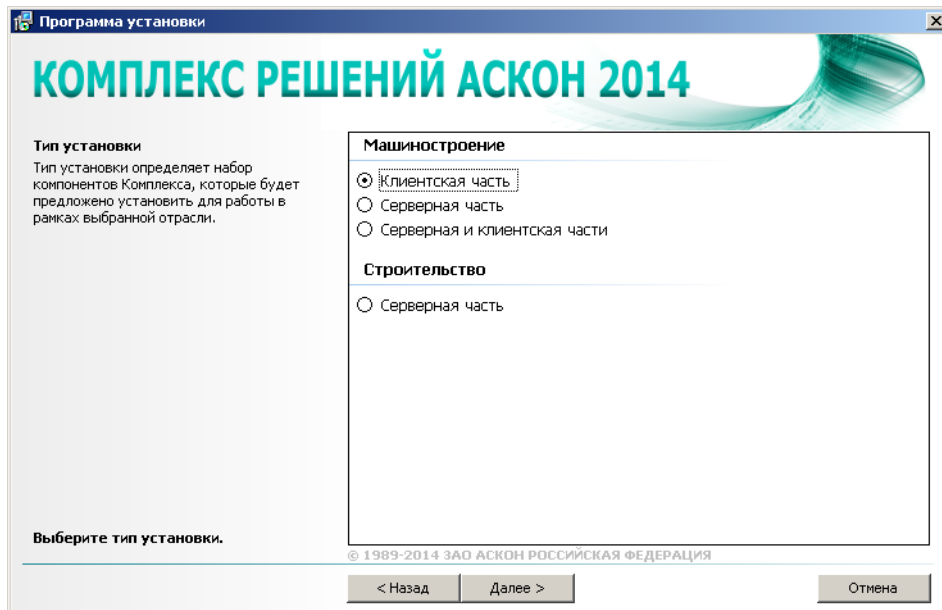 Программа установки
КОМПЛЕКС РЕШЕНИЙ АСКОН 2014
Тип установки
Тип установки определяет набор
компонентов Комплекса, которые будет
предложено установить для работы в
рамках выбранной отрасли.
Машиностроение
Клиентская часть
Серверная часть
Серверная и клиентская части
Строительство
Серверная часть
Выберите тип установки.
© 1989-2014 ЗАО АСКОН РОССИЙСКАЯ ФЕДЕРАЦИЯ
< Назад
Далее >
Отмена